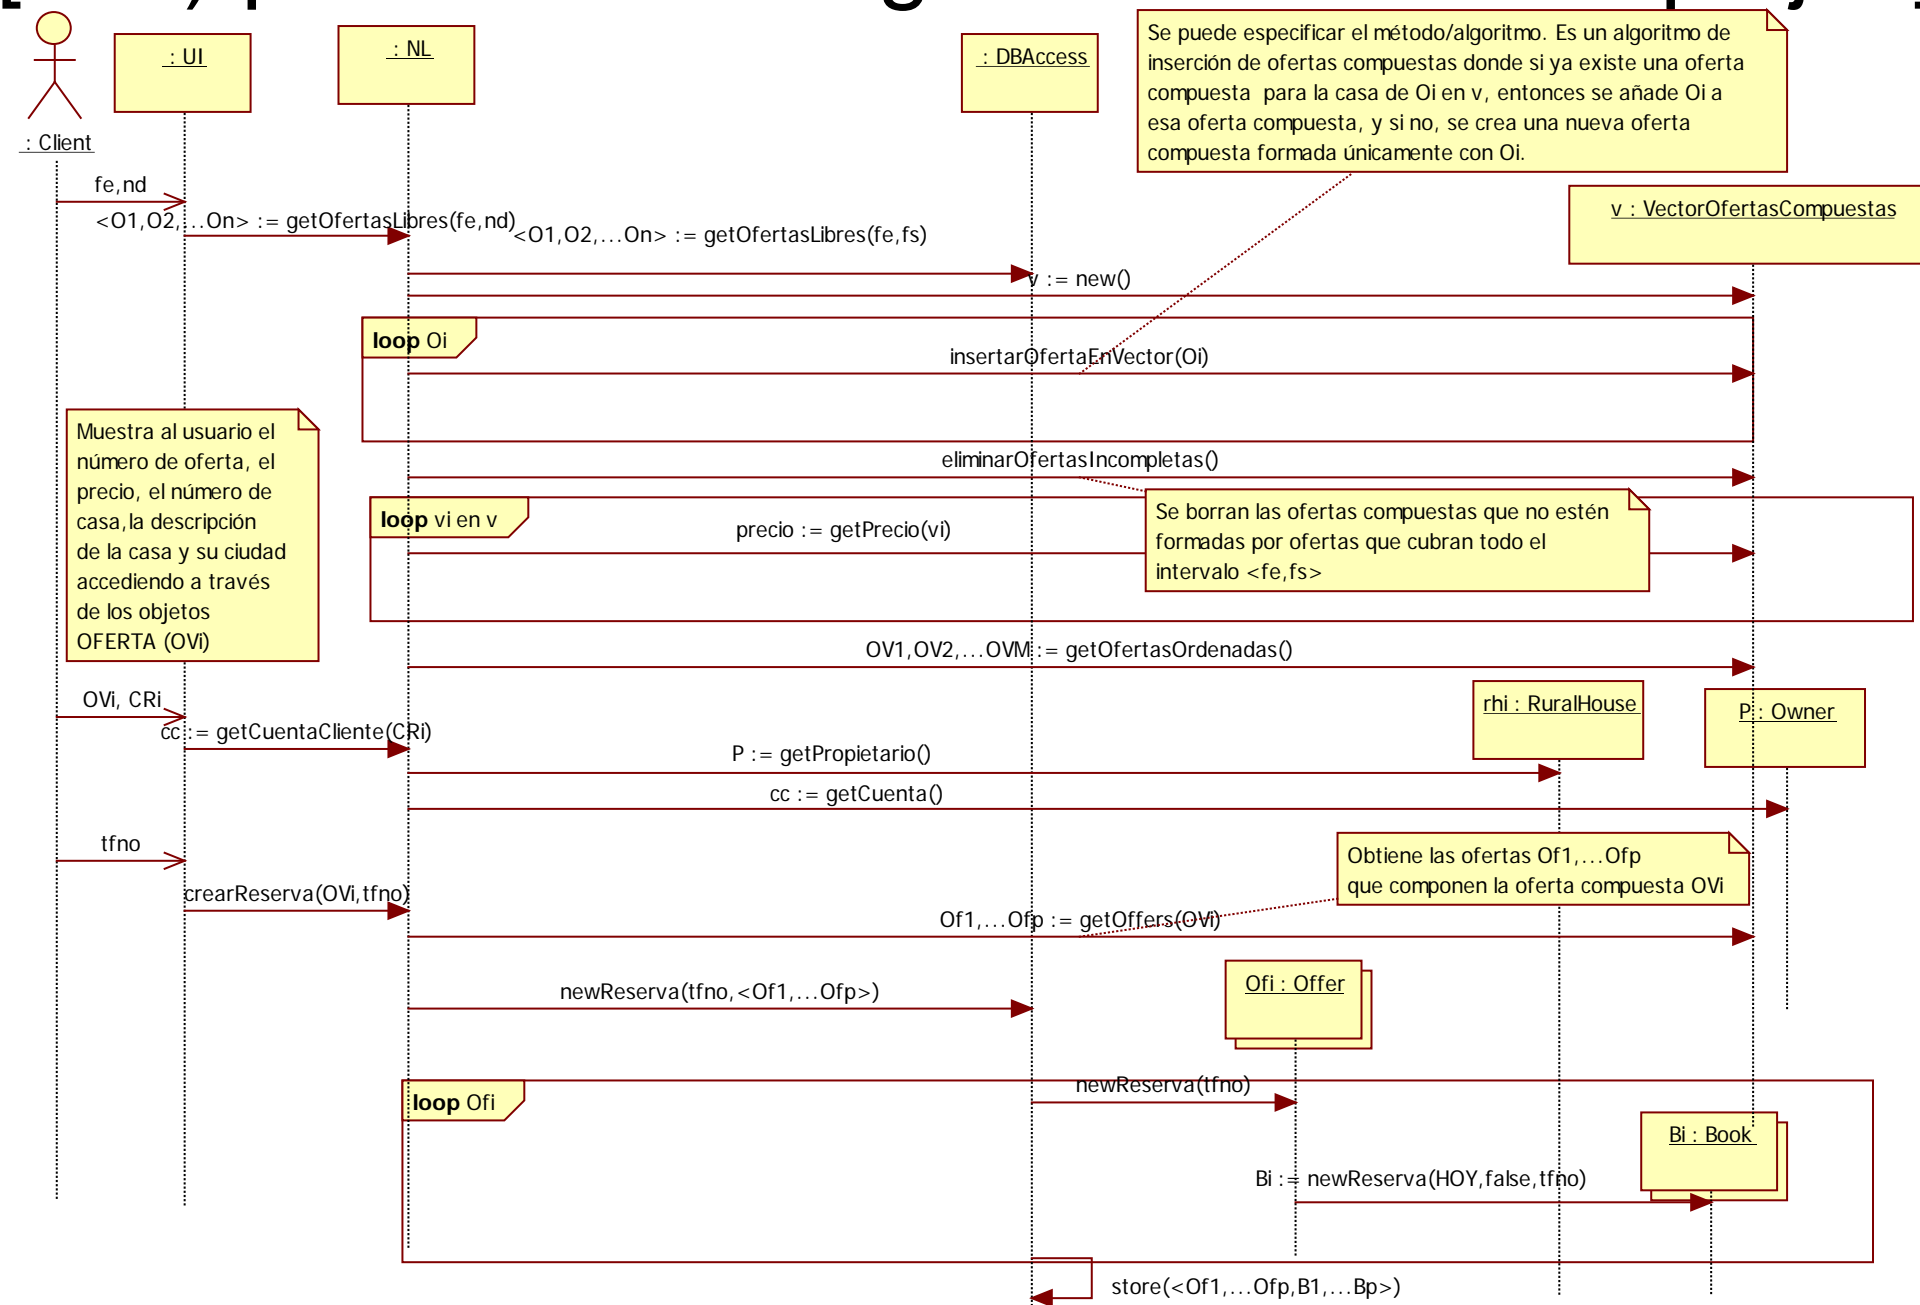 : Client
: UI
: NL
: DBAccess
Se puede especificar el método/algoritmo. Es un algoritmo de
inserción de ofertas compuestas donde si ya existe una oferta
compuesta para la casa de Oi en v, entonces se añade Oi a
esa oferta compuesta, y si no, se crea una nueva oferta
compuesta formada únicamente con Oi.
v : VectorOfertasCompuestas
fe,nd
<O1,O2,...On> := getOfertasLibres(fe,nd)
<O1,O2,...On> := getOfertasLibres(fe,fs)
v := new()
loop Oi
insertarOfertaEnVector(Oi)
Muestra al usuario el
número de oferta, el
precio, el número de
casa,la descripción
de la casa y su ciudad
accediendo a través
de los objetos
OFERTA (OVi)
eliminarOfertasIncompletas()
loop vi en v
precio := getPrecio(vi)
Se borran las ofertas compuestas que no estén
formadas por ofertas que cubran todo el
intervalo <fe,fs>
OV1,OV2,...OVM := getOfertasOrdenadas()
OVi, CRi
rhi : RuralHouse
P : Owner
cc := getCuentaCliente(CRi)
P := getPropietario()
cc := getCuenta()
tfno
Obtiene las ofertas Of1,...Ofp
que componen la oferta compuesta OVi
crearReserva(OVi,tfno)
Of1,...Ofp := getOffers(OVi)
newReserva(tfno,<Of1,...Ofp>)
Ofi : Offer
loop Ofi
newReserva(tfno)
Bi : Book
Bi := newReserva(HOY,false,tfno)
store(<Of1,...Ofp,B1,...Bp>)